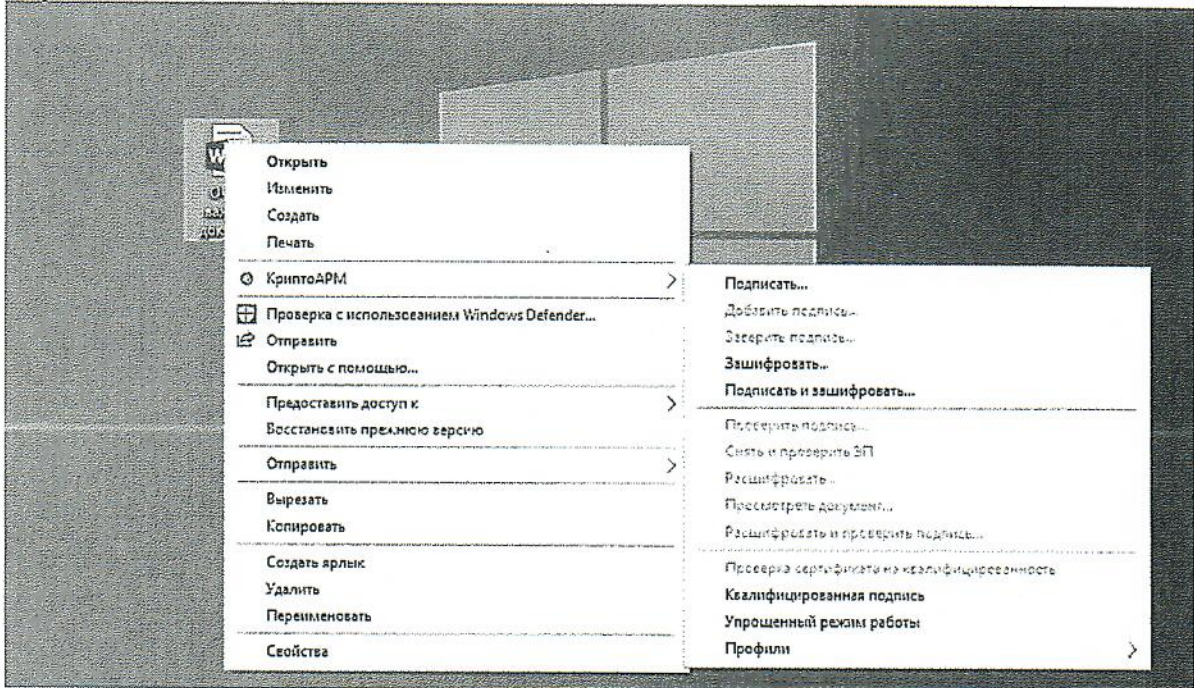 Открыть
Изменить
Создать
Печать
КриптоАРМ
Проверка с использованием Windows Defender...
Отправить
Открыть с помощью...
Предоставить доступ к
Восстановить прежнюю версию
Отправить
Вырезать
Копировать
Создать ярлык
Удалить
Переименовать
Свойства
Подписать...
Добавить подпись...
Заверить подпись...
Зашифровать...
Подписать и зашифровать...
Проверить подпись...
Снять и проверить ЭП
Расшифровать...
Просмотреть документ...
Расшифровать и проверить подпись...
Проверка сертификата на квалифицированность
Квалифицированная подпись
Упрощенный режим работы
Профили